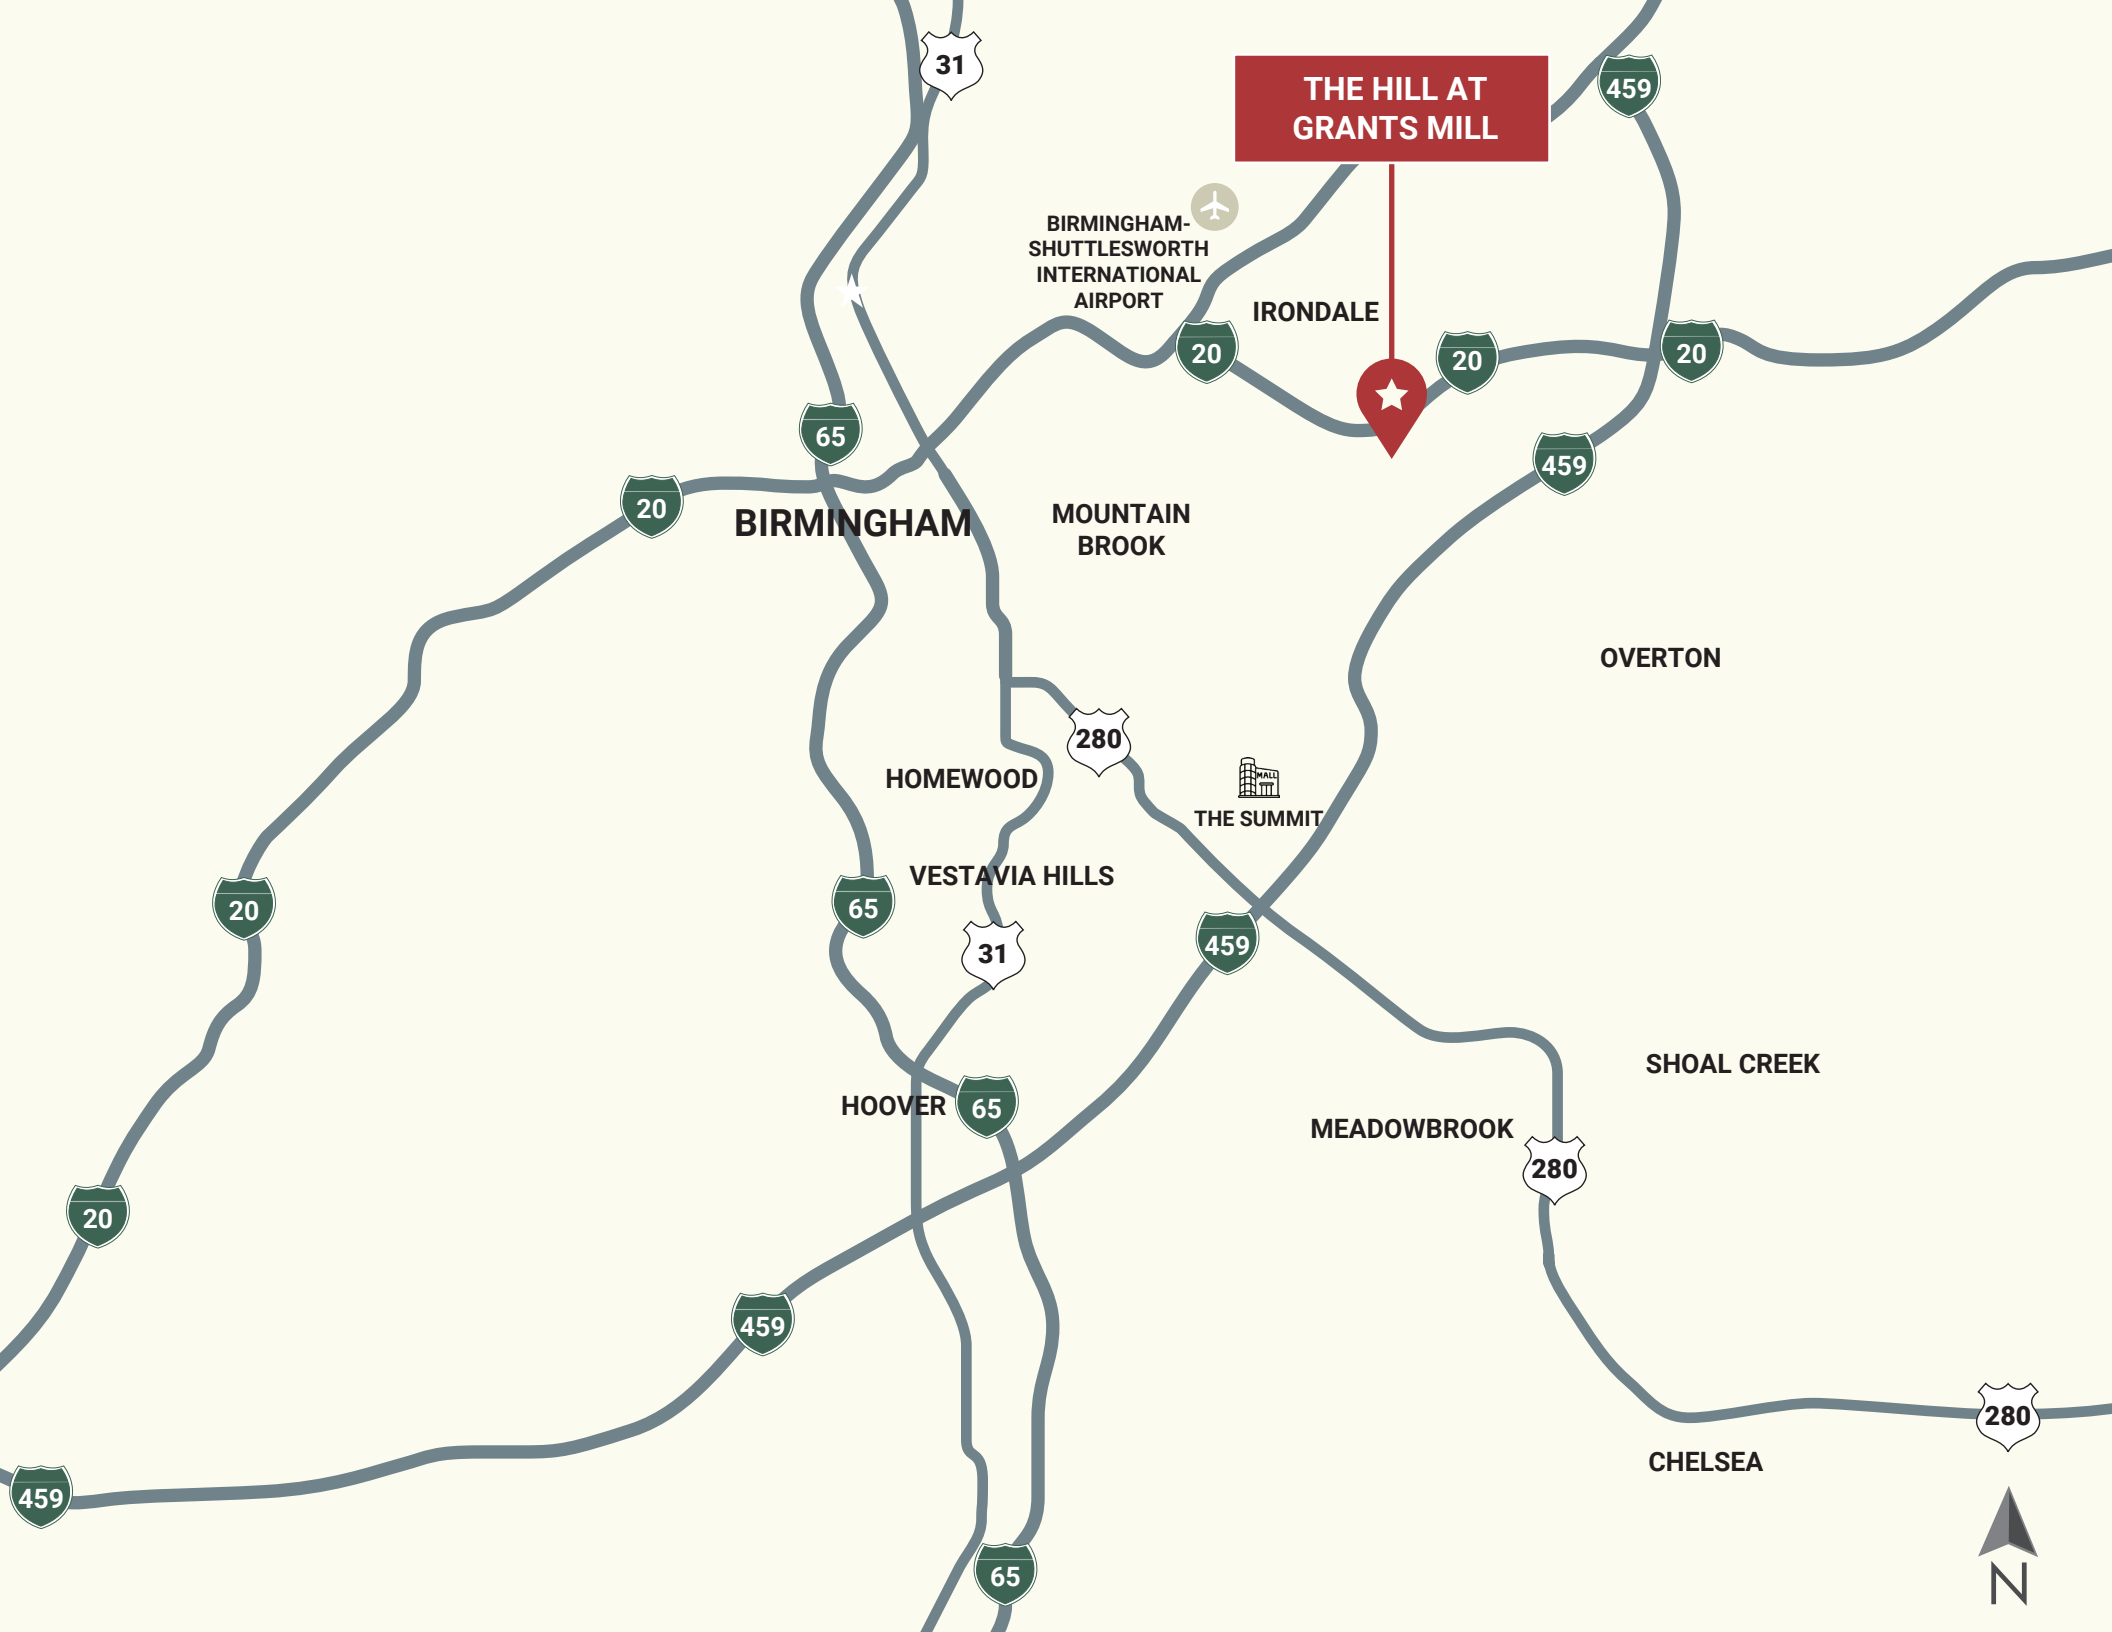 31
459
THE HILL AT
GRANTS MILL
BIRMINGHAM-
SHUTTLESWORTH
INTERNATIONAL
AIRPORT
IRONDALE
20
20
20
65
459
20
BIRMINGHAM
MOUNTAIN
BROOK
OVERTON
280
HOMEWOOD
MALL
THE SUMMIT
VESTAVIA HILLS
20
65
31
459
SHOAL CREEK
HOOVER
65
MEADOWBROOK
280
20
459
280
CHELSEA
459
65
N